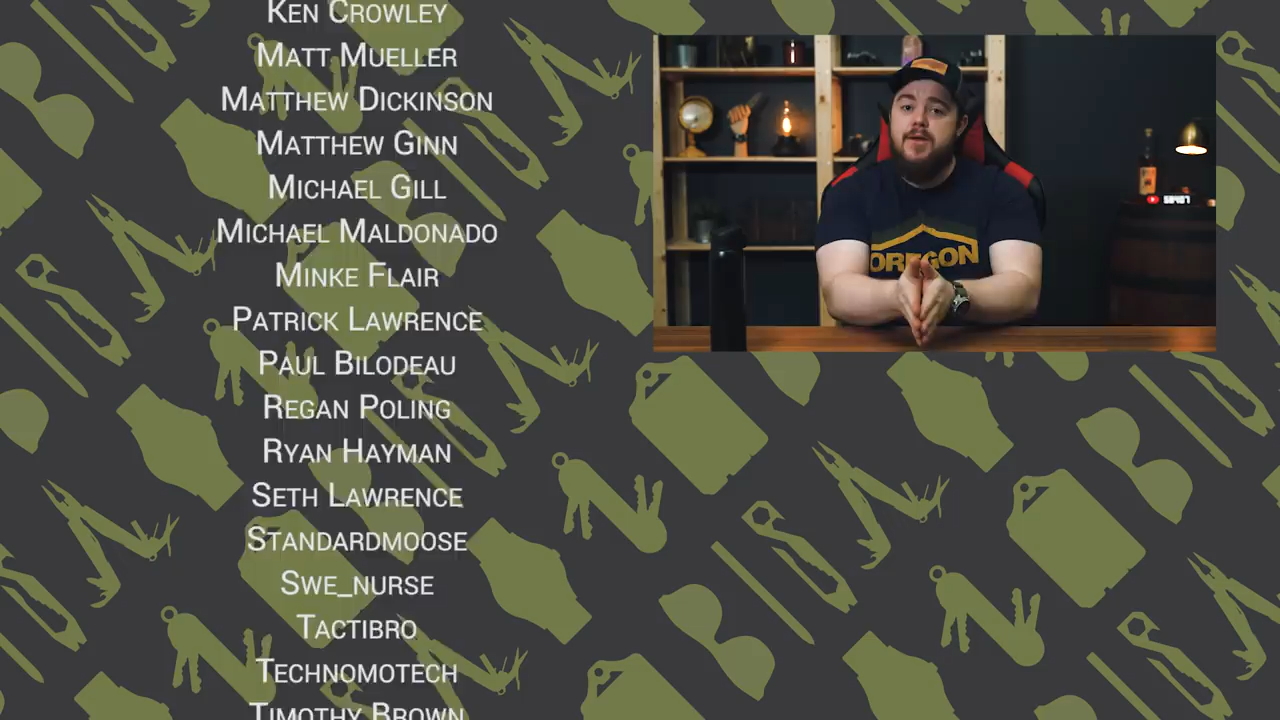 Ken Crowley
Matt Mueller
Matthew Dickinson
Matthew Ginn
Michael Gill
Michael Maldonado
Minke Flair
Patrick Lawrence
Paul Bilodeau
Regan Poling
Ryan Hayman
Seth Lawrence
Standardmoose
Swe_nurse
Tactibro
Technomotech
Timothy Brown
OREGON